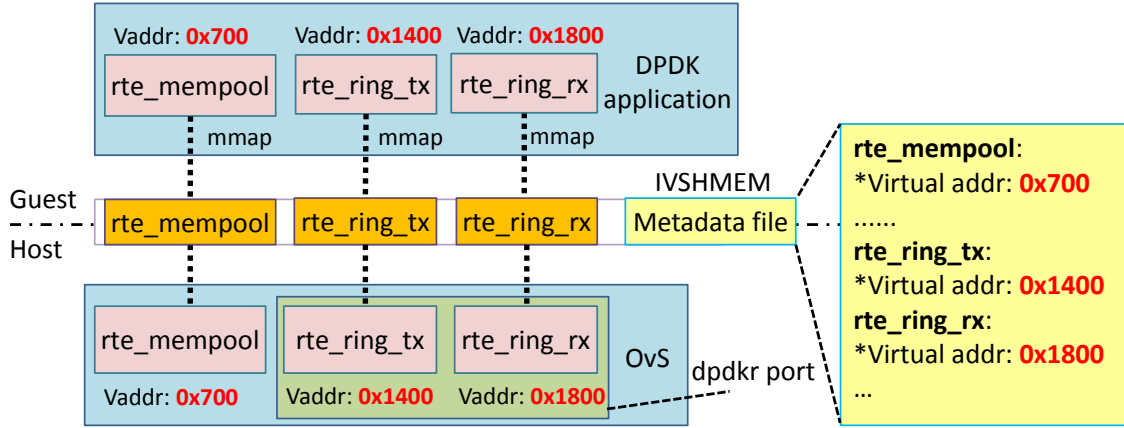 Vaddr: 0x700
Vaddr: 0x1400
Vaddr: 0x1800
rte_mempool
rte_ring_tx
rte_ring_rx
DPDK
application
mmap
mmap
mmap
Guest
Host
rte_mempool
rte_ring_tx
rte_ring_rx
IVSHMEM
Metadata file
rte_mempool
rte_ring_tx
rte_ring_rx
OvS
Vaddr: 0x700
Vaddr: 0x1400
Vaddr: 0x1800
dpdkr port
rte_mempool:
*Virtual addr: 0x700
......
rte_ring_tx:
*Virtual addr: 0x1400
rte_ring_rx:
*Virtual addr: 0x1800
...